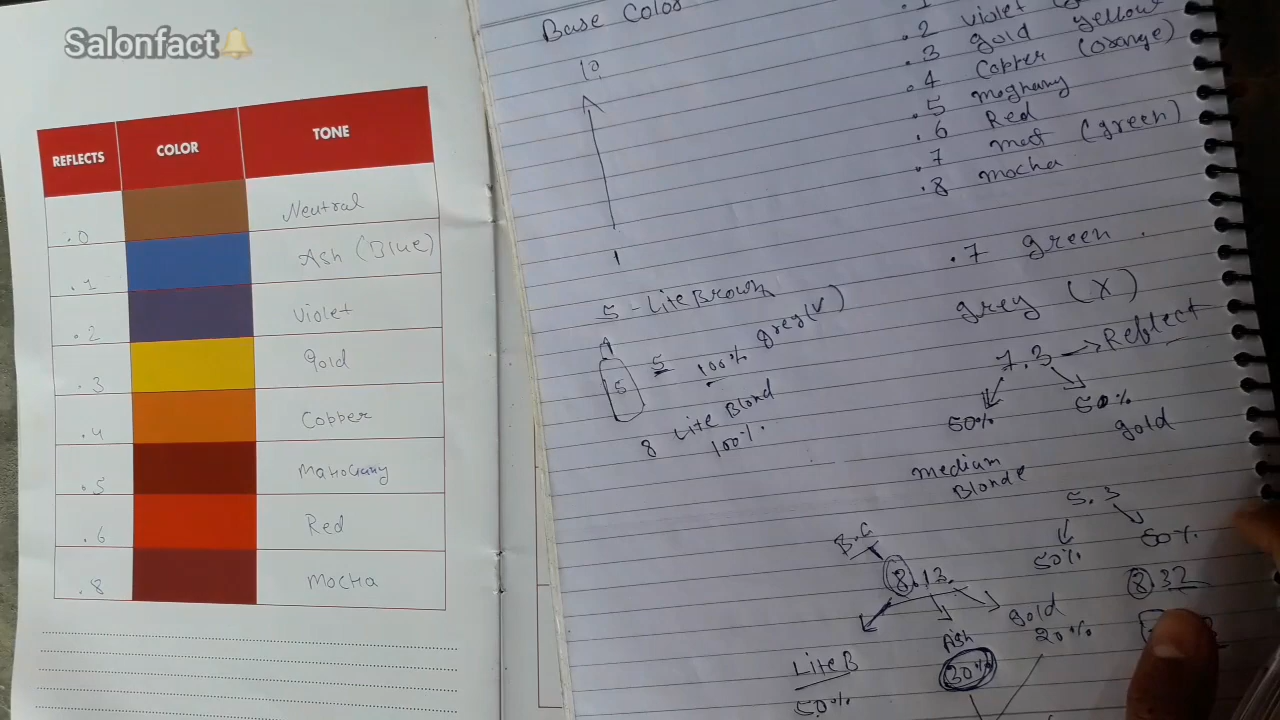 Salonfact🔔
REFLECTS COLOR TONE
.0 Neutral
.1 Ash (Blue)
.2 Violet
.3 gold
.4 Copper
.5 Mahogany
.6 Red
.8 Mocha
Base Color
10
1
5 - Lite Brown
5 5 100% grey (✓)
8 Lite Blond
100%.
.1
.2 violet
.3 gold yellow
.4 Copper (orange)
.5 moghany
.6 Red
.7 mat (green)
.8 mocha
.7 green.
grey (X)
7.3 → Reflect
50% 50%
gold
medium
Blonde
5.3
50% 50%
B.C
8.13.
Lite B
50%
Ash
30%
gold
20%
8.32